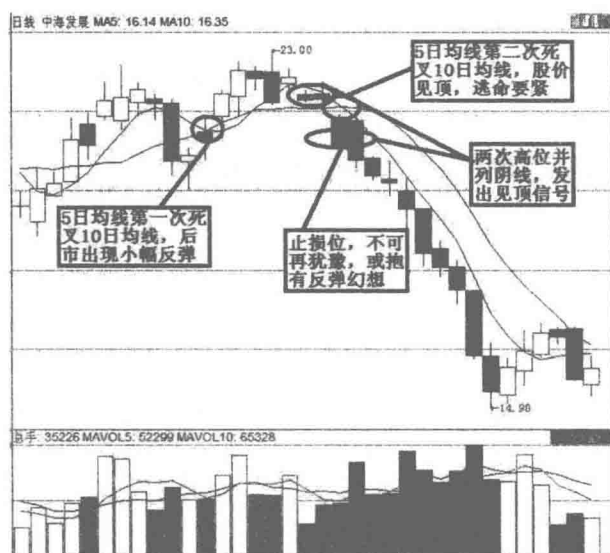 日线 中海发展 MA5: 16.14 MA10: 16.35
23.00
5日均线第二次死
叉10日均线，股价
见顶，逃命要紧
两次高位并
列阴线，发
出见顶信号
5日均线第一次死
叉10日均线，后
市出现小幅反弹
止损位，不可
再犹豫，或抱
有反弹幻想
14.98
总手: 35226 MAVOL5: 52299 MAVOL10: 65328